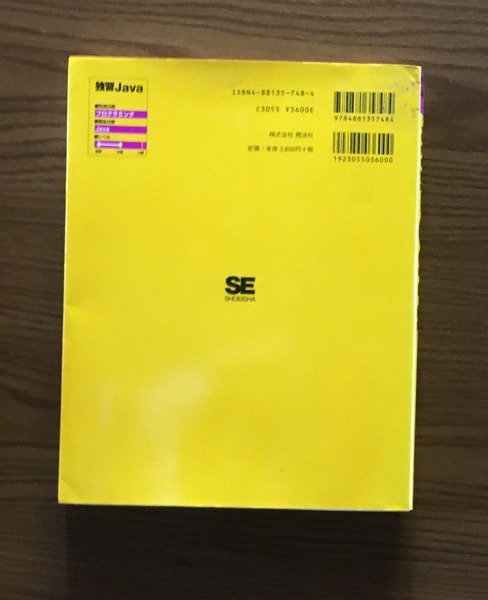 独習Java
プログラミング
Java
ISBN4-88135-748-4
C3055 ¥3600E
株式会社 翔泳社
定価:本体3,600円+税
9784881357484
1923055036000
SE
SHOEISHA